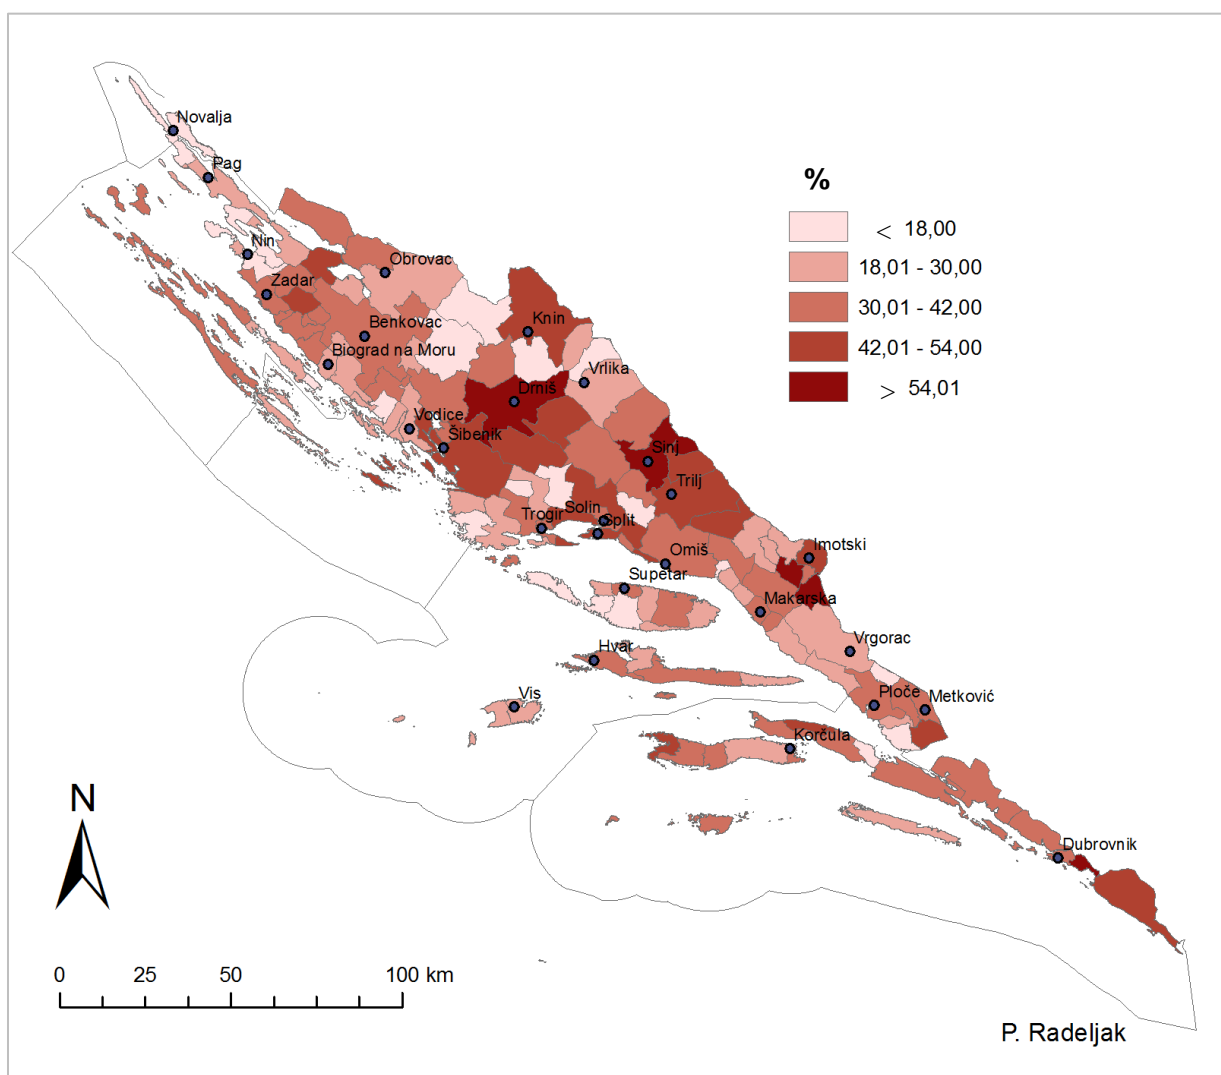 Novalja
Pag
%
< 18,00
Nin
Obrovac
18,01 - 30,00
Zadar
30,01 - 42,00
Knin
Benkovac
42,01 - 54,00
Biograd na Moru
Vrlika
Drniš
> 54,01
Vodice
Šibenik
Sinj
Trilj
Solin
Trogir
Split
Imotski
Omiš
Supetar
Makarska
Hvar
Vrgorac
Vis
Ploče
Metković
Korčula
N
Dubrovnik
0 25 50 100 km
P. Radeljak